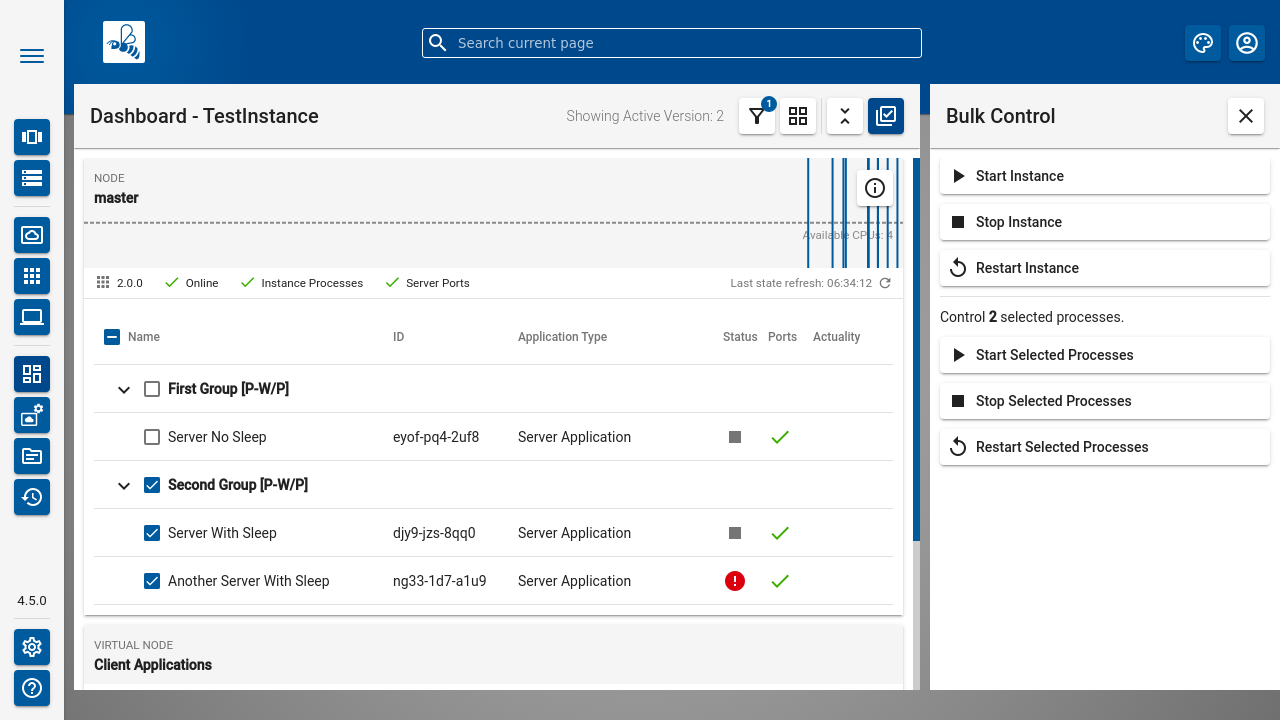 Search current page
Dashboard - TestInstance
Showing Active Version: 2
1
Bulk Control
NODE
master
Available CPUs: 4
2.0.0
Online
Instance Processes
Server Ports
Last state refresh: 06:34:12
Name
ID
Application Type
Status
Ports
Actuality
First Group [P-W/P]
Server No Sleep
eyof-pq4-2uf8
Server Application
Second Group [P-W/P]
Server With Sleep
djy9-jzs-8qq0
Server Application
Another Server With Sleep
ng33-1d7-a1u9
Server Application
VIRTUAL NODE
Client Applications
Start Instance
Stop Instance
Restart Instance
Control 2 selected processes.
Start Selected Processes
Stop Selected Processes
Restart Selected Processes
4.5.0